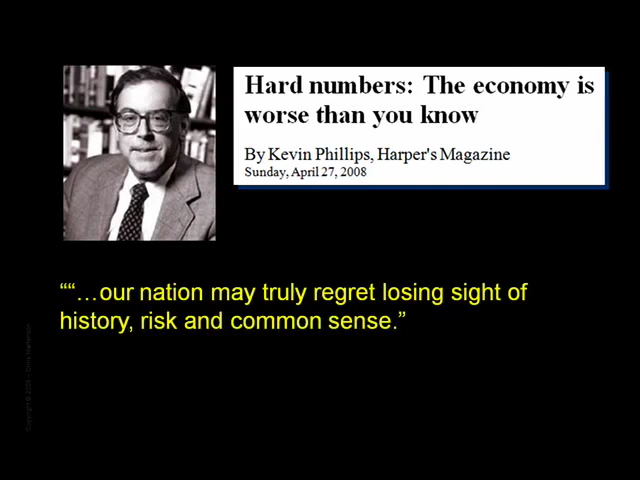 Hard numbers: The economy is
worse than you know
By Kevin Phillips, Harper's Magazine
Sunday, April 27, 2008
““…our nation may truly regret losing sight of
history, risk and common sense.”